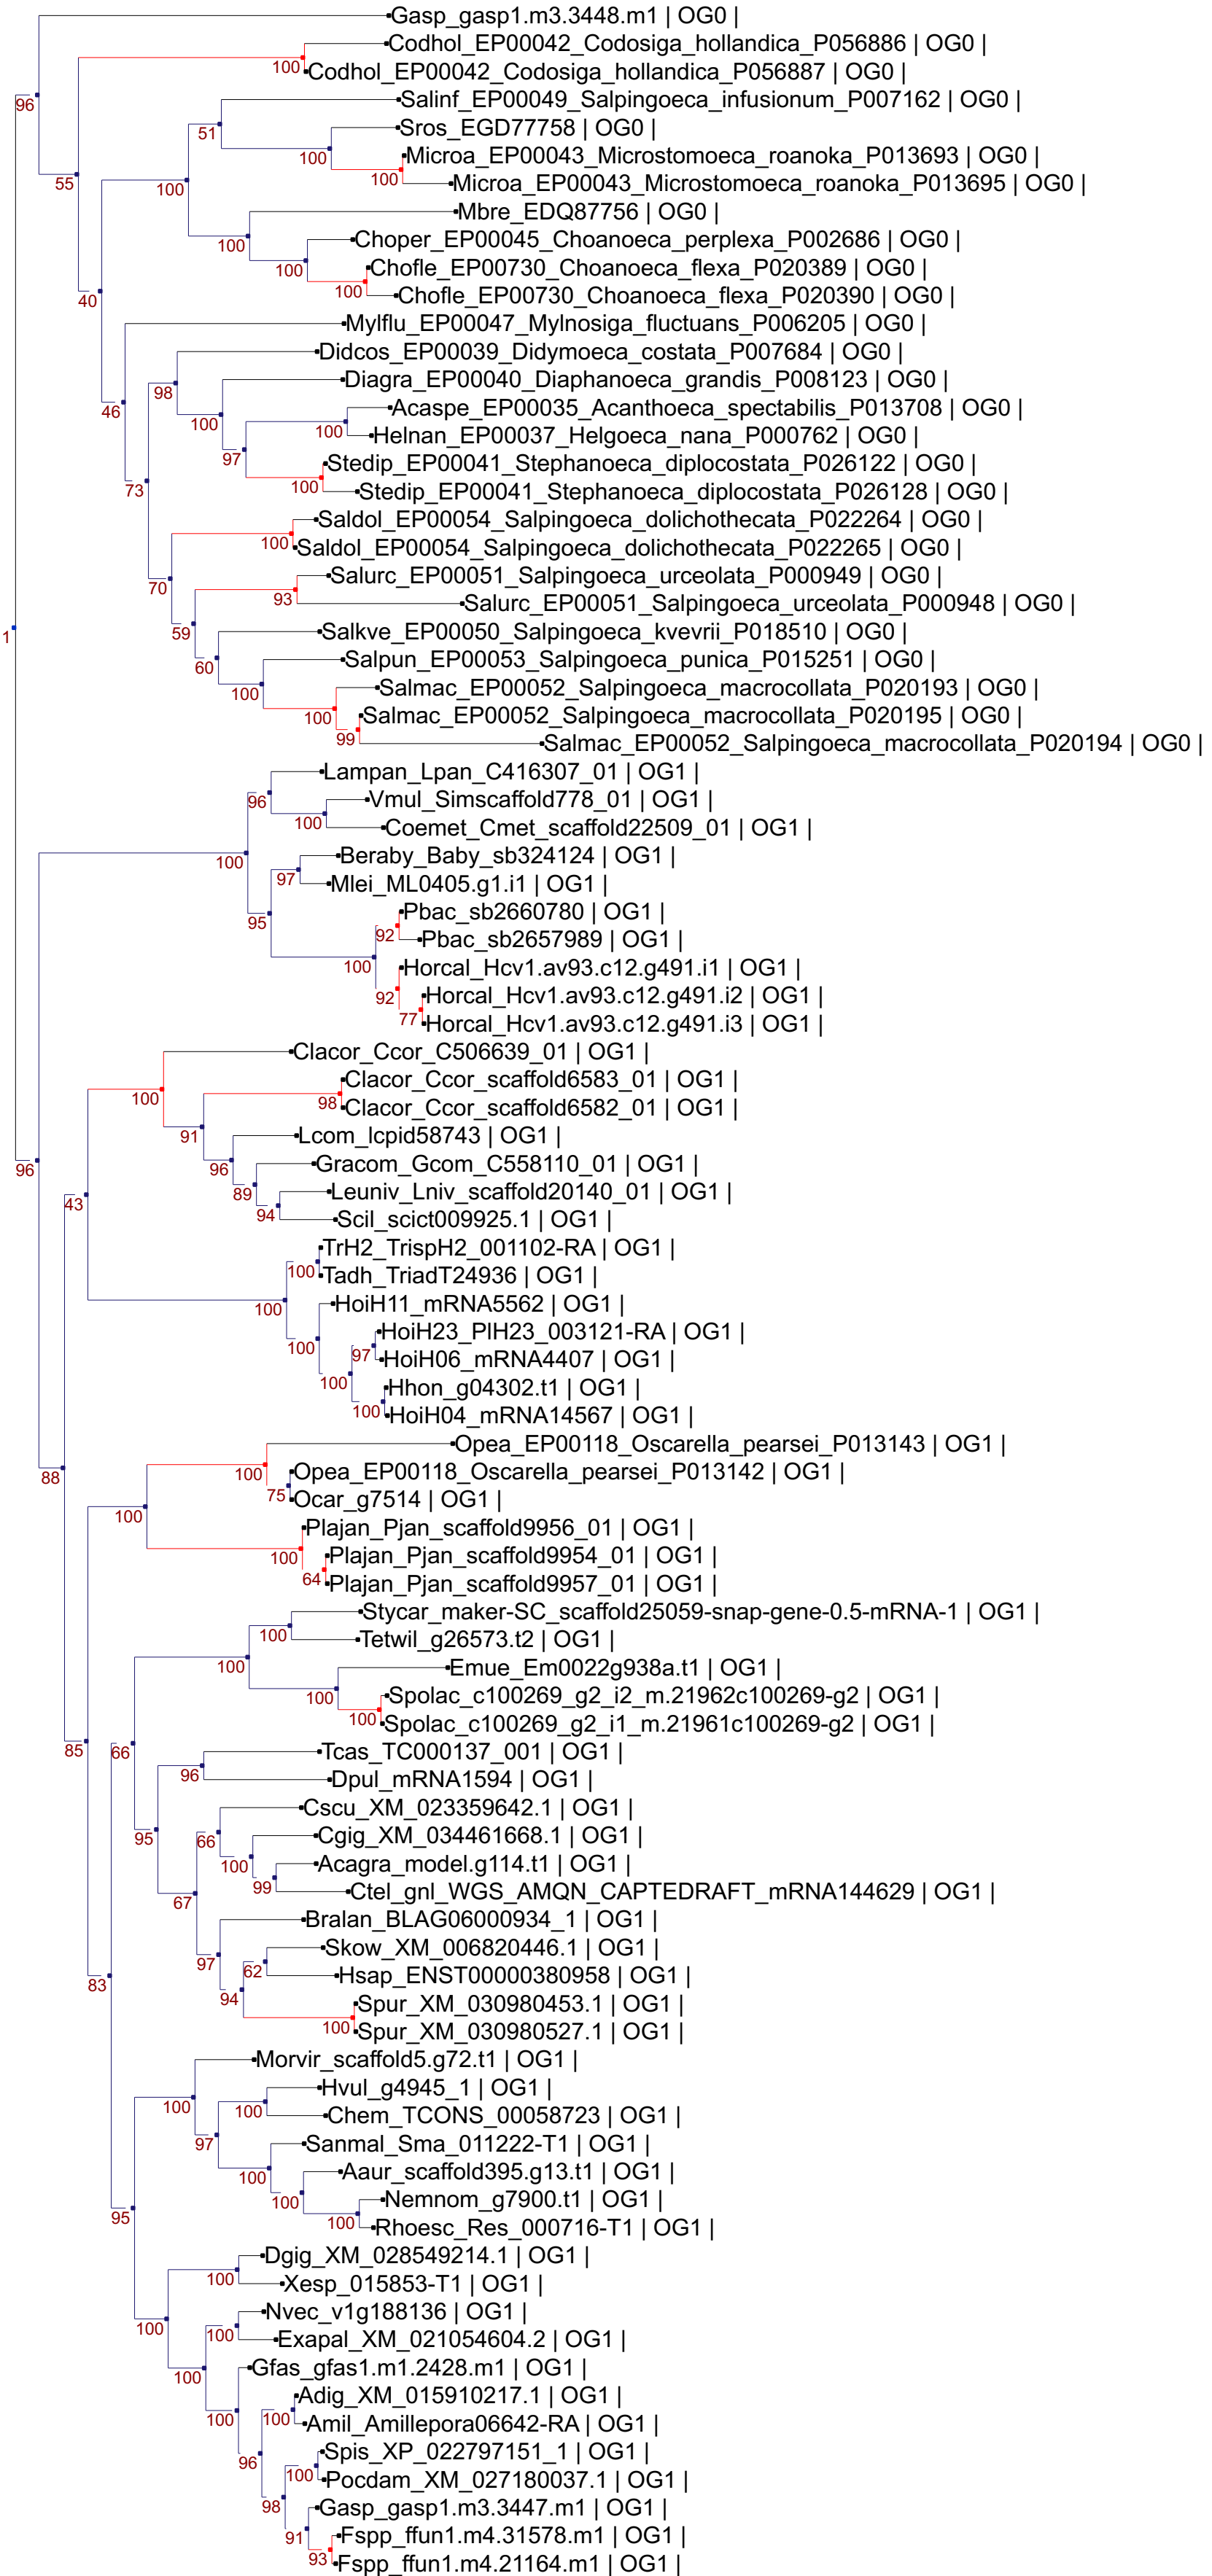 Gasp_gasp1.m3.3448.m1 | OG0 |
Codhol_EP00042_Codosiga_hollandica_P056886 | OG0 |
100
Codhol_EP00042_Codosiga_hollandica_P056887 | OG0 |
96
Salinf_EP00049_Salpingoeca_infusionum_P007162 | OG0 |
51
Sros_EGD77758 | OG0 |
100
Microa_EP00043_Microstomoeca_roanoka_P013693 | OG0 |
100
Microa_EP00043_Microstomoeca_roanoka_P013695 | OG0 |
55
100
Mbre_EDQ87756 | OG0 |
100
Choper_EP00045_Choanoeca_perplexa_P002686 | OG0 |
100
Chofle_EP00730_Choanoeca_flexa_P020389 | OG0 |
100
Chofle_EP00730_Choanoeca_flexa_P020390 | OG0 |
40
Mylflu_EP00047_Mylnosiga_fluctuans_P006205 | OG0 |
Didcos_EP00039_Didymoeca_costata_P007684 | OG0 |
98
Diagra_EP00040_Diaphanoeca_grandis_P008123 | OG0 |
46
100
Acaspe_EP00035_Acanthoeca_spectabilis_P013708 | OG0 |
100
Helnan_EP00037_Helgoeca_nana_P000762 | OG0 |
97
Stedip_EP00041_Stephanoeca_diplocostata_P026122 | OG0 |
100
73
Stedip_EP00041_Stephanoeca_diplocostata_P026128 | OG0 |
Saldol_EP00054_Salpingoeca_dolichothecata_P022264 | OG0 |
100
Saldol_EP00054_Salpingoeca_dolichothecata_P022265 | OG0 |
70
Salurc_EP00051_Salpingoeca_urceolata_P000949 | OG0 |
93
Salurc_EP00051_Salpingoeca_urceolata_P000948 | OG0 |
59
1
Salkve_EP00050_Salpingoeca_kvevrii_P018510 | OG0 |
60
Salpun_EP00053_Salpingoeca_punica_P015251 | OG0 |
100
Salmac_EP00052_Salpingoeca_macrocollata_P020193 | OG0 |
100
Salmac_EP00052_Salpingoeca_macrocollata_P020195 | OG0 |
99
Salmac_EP00052_Salpingoeca_macrocollata_P020194 | OG0 |
Lampan_Lpan_C416307_01 | OG1 |
96
Vmul_Simscaffold778_01 | OG1 |
100
Coemet_Cmet_scaffold22509_01 | OG1 |
100
Beraby_Baby_sb324124 | OG1 |
97
Mlei_ML0405.g1.i1 | OG1 |
95
Pbac_sb2660780 | OG1 |
92
Pbac_sb2657989 | OG1 |
100
Horcal_Hcv1.av93.c12.g491.i1 | OG1 |
92
Horcal_Hcv1.av93.c12.g491.i2 | OG1 |
77
Horcal_Hcv1.av93.c12.g491.i3 | OG1 |
Clacor_Ccor_C506639_01 | OG1 |
100
Clacor_Ccor_scaffold6583_01 | OG1 |
98
Clacor_Ccor_scaffold6582_01 | OG1 |
91
Lcom_lcpid58743 | OG1 |
96
96
Gracom_Gcom_C558110_01 | OG1 |
89
Leuniv_Lniv_scaffold20140_01 | OG1 |
43
94
Scil_scict009925.1 | OG1 |
TrH2_TrispH2_001102-RA | OG1 |
100
Tadh_TriadT24936 | OG1 |
100
HoiH11_mRNA5562 | OG1 |
100
HoiH23_PlH23_003121-RA | OG1 |
97
HoiH06_mRNA4407 | OG1 |
100
Hhon_g04302.t1 | OG1 |
100
HoiH04_mRNA14567 | OG1 |
Opea_EP00118_Oscarella_pearsei_P013143 | OG1 |
88
100
Opea_EP00118_Oscarella_pearsei_P013142 | OG1 |
75
Ocar_g7514 | OG1 |
100
Plajan_Pjan_scaffold9956_01 | OG1 |
100
Plajan_Pjan_scaffold9954_01 | OG1 |
64
Plajan_Pjan_scaffold9957_01 | OG1 |
Stycar_maker-SC_scaffold25059-snap-gene-0.5-mRNA-1 | OG1 |
100
Tetwil_g26573.t2 | OG1 |
100
Emue_Em0022g938a.t1 | OG1 |
100
Spolac_c100269_g2_i2_m.21962c100269-g2 | OG1 |
100
Spolac_c100269_g2_i1_m.21961c100269-g2 | OG1 |
85
66
Tcas_TC000137_001 | OG1 |
96
Dpul_mRNA1594 | OG1 |
Cscu_XM_023359642.1 | OG1 |
95
66
Cgig_XM_034461668.1 | OG1 |
100
Acagra_model.g114.t1 | OG1 |
99
Ctel_gnl_WGS_AMQN_CAPTEDRAFT_mRNA144629 | OG1 |
67
Bralan_BLAG06000934_1 | OG1 |
97
Skow_XM_006820446.1 | OG1 |
62
Hsap_ENST00000380958 | OG1 |
83
94
Spur_XM_030980453.1 | OG1 |
100
Spur_XM_030980527.1 | OG1 |
Morvir_scaffold5.g72.t1 | OG1 |
100
Hvul_g4945_1 | OG1 |
100
Chem_TCONS_00058723 | OG1 |
97
Sanmal_Sma_011222-T1 | OG1 |
100
Aaur_scaffold395.g13.t1 | OG1 |
100
Nemnom_g7900.t1 | OG1 |
95
100
Rhoesc_Res_000716-T1 | OG1 |
Dgig_XM_028549214.1 | OG1 |
100
Xesp_015853-T1 | OG1 |
100
Nvec_v1g188136 | OG1 |
100
Exapal_XM_021054604.2 | OG1 |
100
Gfas_gfas1.m1.2428.m1 | OG1 |
100
Adig_XM_015910217.1 | OG1 |
100
Amil_Amillepora06642-RA | OG1 |
96
Spis_XP_022797151_1 | OG1 |
100
Pocdam_XM_027180037.1 | OG1 |
98
Gasp_gasp1.m3.3447.m1 | OG1 |
91
Fspp_ffun1.m4.31578.m1 | OG1 |
93
Fspp_ffun1.m4.21164.m1 | OG1 |